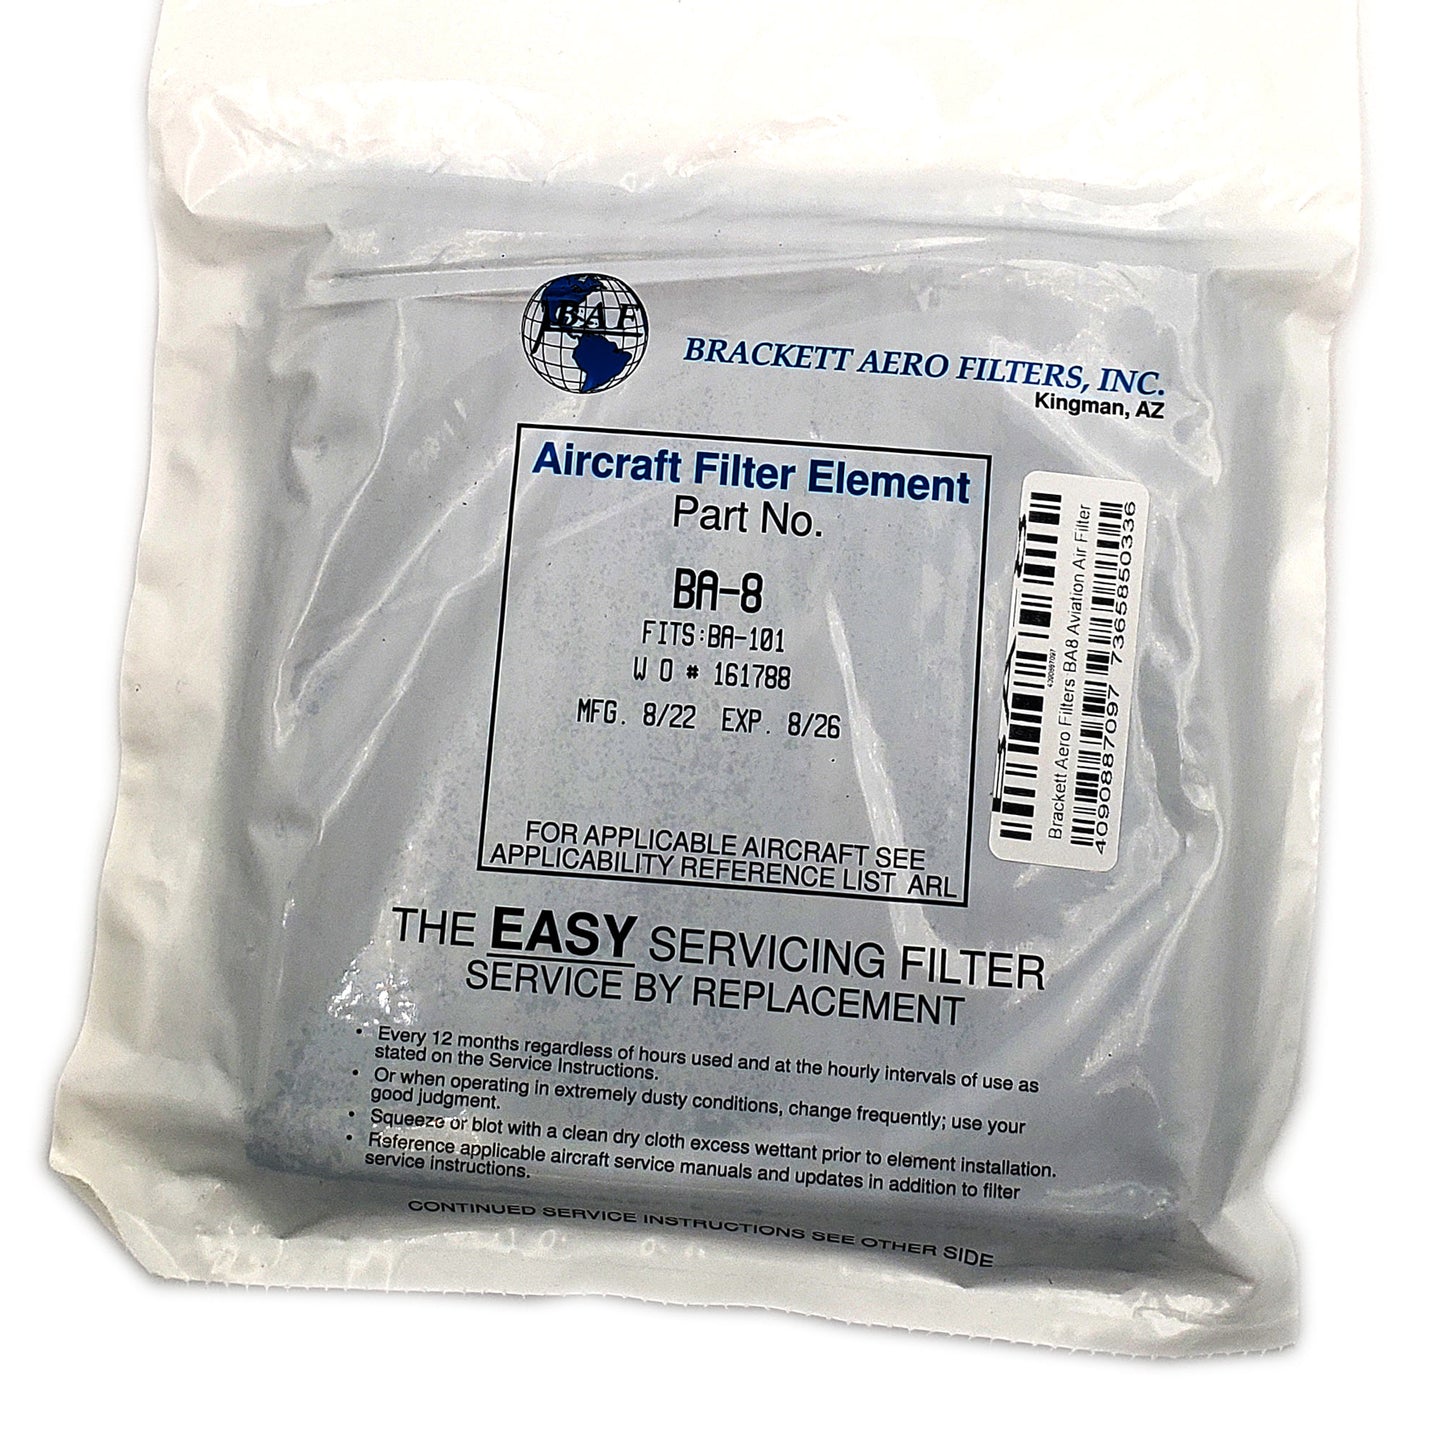 BAF
BRACKETT AERO FILTERS, INC.
Kingman, AZ
Aircraft Filter Element
Part No.
BA-8
FITS:BA-101
W O # 161788
MFG. 8/22 EXP. 8/26
FOR APPLICABLE AIRCRAFT SEE
APPLICABILITY REFERENCE LIST ARL
THE EASY SERVICING FILTER
SERVICE BY REPLACEMENT
• Every 12 months regardless of hours used and at the hourly intervals of use as
stated on the Service Instructions.
• Or when operating in extremely dusty conditions, change frequently; use your
good judgment.
• Squeeze or blot with a clean dry cloth excess wettant prior to element installation.
• Reference applicable aircraft service manuals and updates in addition to filter
service instructions.
CONTINUED SERVICE INSTRUCTIONS SEE OTHER SIDE
4090887097
Brackett Aero Filters BA8 Aviation Air Filter
4090887097 7365850336